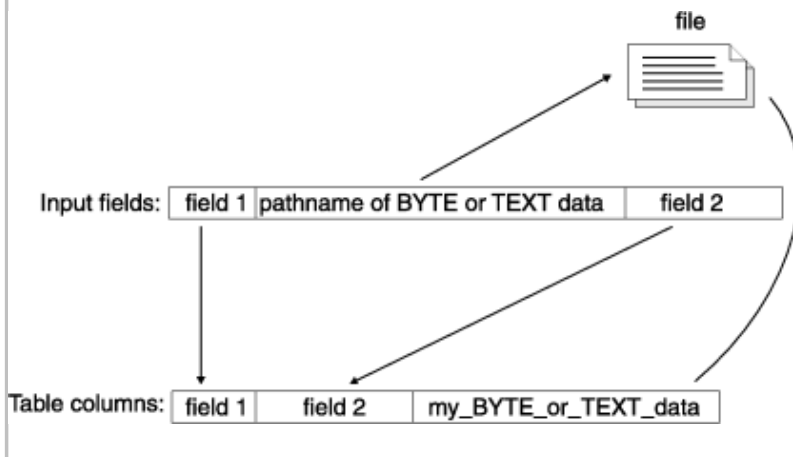 file
Input fields: field 1 pathname of BYTE or TEXT data field 2
Table columns: field 1 field 2 my_BYTE_or_TEXT_data